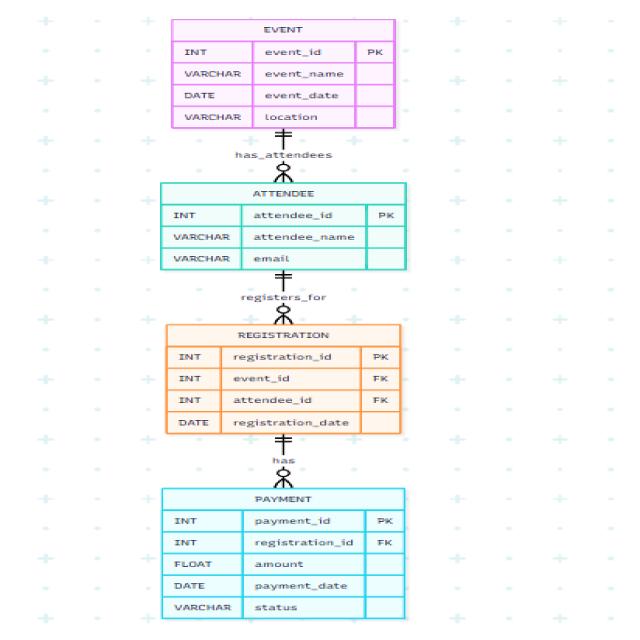 EVENT
INT event_id PK
VARCHAR event_name
DATE event_date
VARCHAR location
has_attendees
ATTENDEE
INT attendee_id PK
VARCHAR attendee_name
VARCHAR email
registers_for
REGISTRATION
INT registration_id PK
INT event_id FK
INT attendee_id FK
DATE registration_date
has
PAYMENT
INT payment_id PK
INT registration_id FK
FLOAT amount
DATE payment_date
VARCHAR status